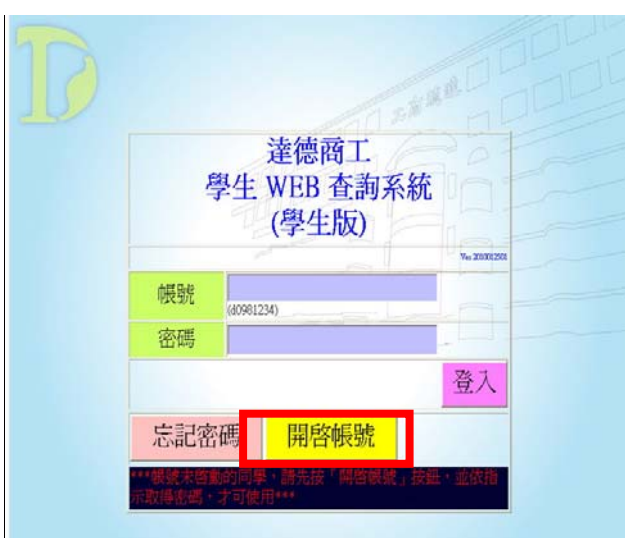 達德商工
學生 WEB 查詢系統
(學生版)
帳號
(d0981234)
密碼
登入
忘記密碼
開啓帳號
***帳號未啓動的同學，請先按「開啓帳號」按鈕，並依指
示取得密碼，才可使用***